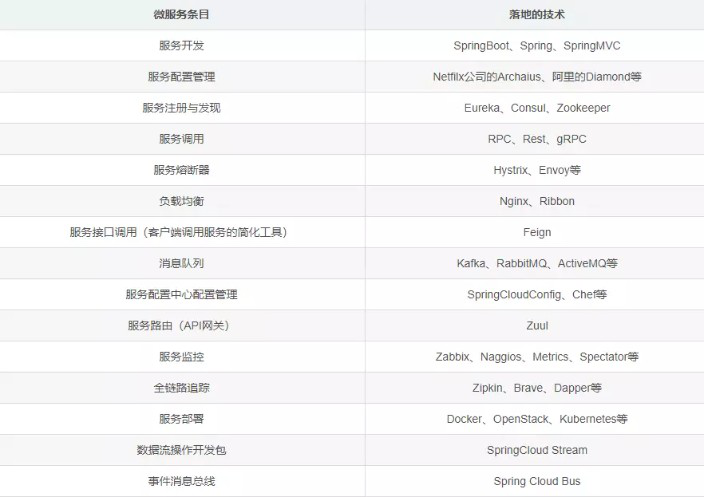 微服务条目 落地的技术
服务开发 SpringBoot、Spring、SpringMVC
服务配置管理 Netfilx公司的Archaius、阿里的Diamond等
服务注册与发现 Eureka、Consul、Zookeeper
服务调用 RPC、Rest、gRPC
服务熔断器 Hystrix、Envoy等
负载均衡 Nginx、Ribbon
服务接口调用（客户端调用服务的简化工具） Feign
消息队列 Kafka、RabbitMQ、ActiveMQ等
服务配置中心配置管理 SpringCloudConfig、Chef等
服务路由（API网关） Zuul
服务监控 Zabbix、Naggios、Metrics、Spectator等
全链路追踪 Zipkin、Brave、Dapper等
服务部署 Docker、OpenStack、Kubernetes等
数据流操作开发包 SpringCloud Stream
事件消息总线 Spring Cloud Bus